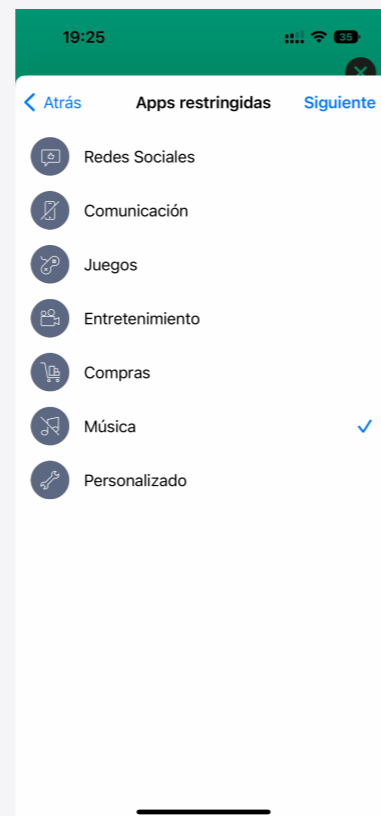 19:25
35
Atrás
Apps restringidas
Siguiente
Redes Sociales
Comunicación
Juegos
Entretenimiento
Compras
Música
Personalizado